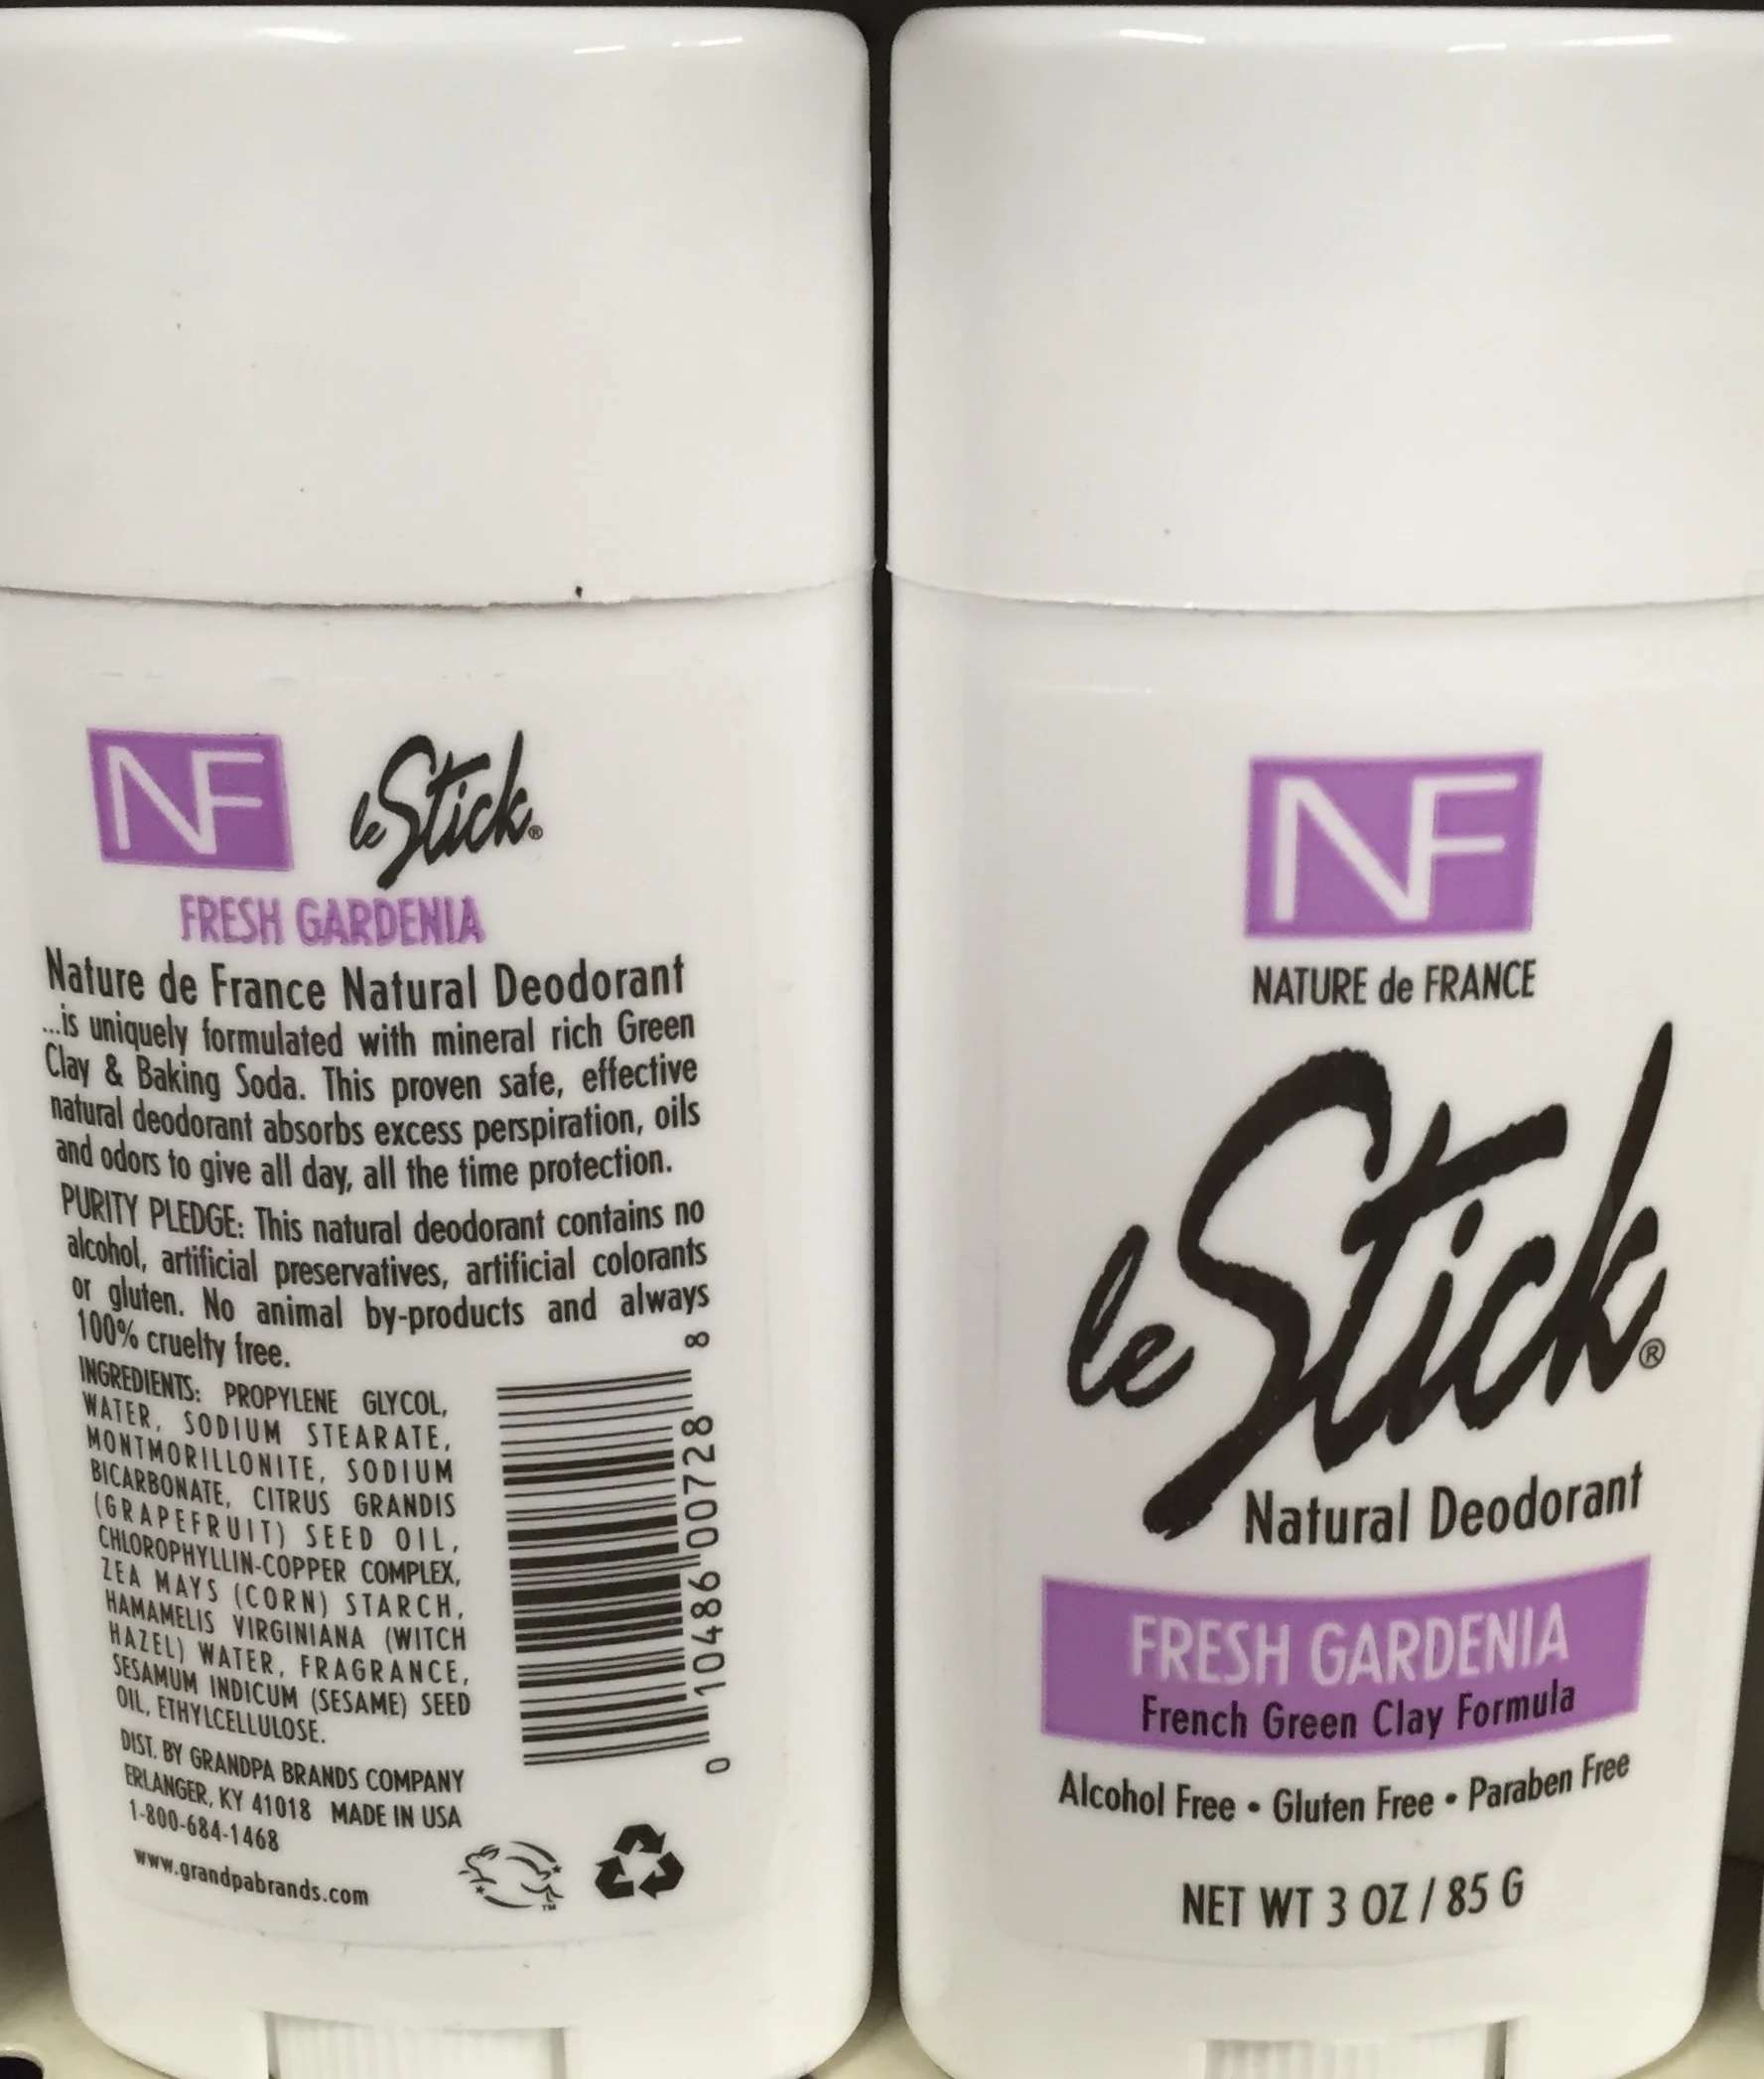 NF le Stick®
FRESH GARDENIA
Nature de France Natural Deodorant
...is uniquely formulated with mineral rich Green
Clay & Baking Soda. This proven safe, effective
natural deodorant absorbs excess perspiration, oils
and odors to give all day, all the time protection.
PURITY PLEDGE: This natural deodorant contains no
alcohol, artificial preservatives, artificial colorants
or gluten. No animal by-products and always
100% cruelty free.
INGREDIENTS: PROPYLENE GLYCOL,
WATER, SODIUM STEARATE,
MONTMORILLONITE, SODIUM
BICARBONATE, CITRUS GRANDIS
(GRAPEFRUIT) SEED OIL,
CHLOROPHYLLIN-COPPER COMPLEX,
ZEA MAYS (CORN) STARCH,
HAMAMELIS VIRGINIANA (WITCH
HAZEL) WATER, FRAGRANCE,
SESAMUM INDICUM (SESAME) SEED
OIL, ETHYLCELLULOSE.
DIST. BY GRANDPA BRANDS COMPANY
ERLANGER, KY 41018 MADE IN USA
1-800-684-1468
www.grandpabrands.com
0 10486 00728 8
TM
NF
NATURE de FRANCE
le Stick®
Natural Deodorant
FRESH GARDENIA
French Green Clay Formula
Alcohol Free • Gluten Free • Paraben Free
NET WT 3 OZ / 85 G